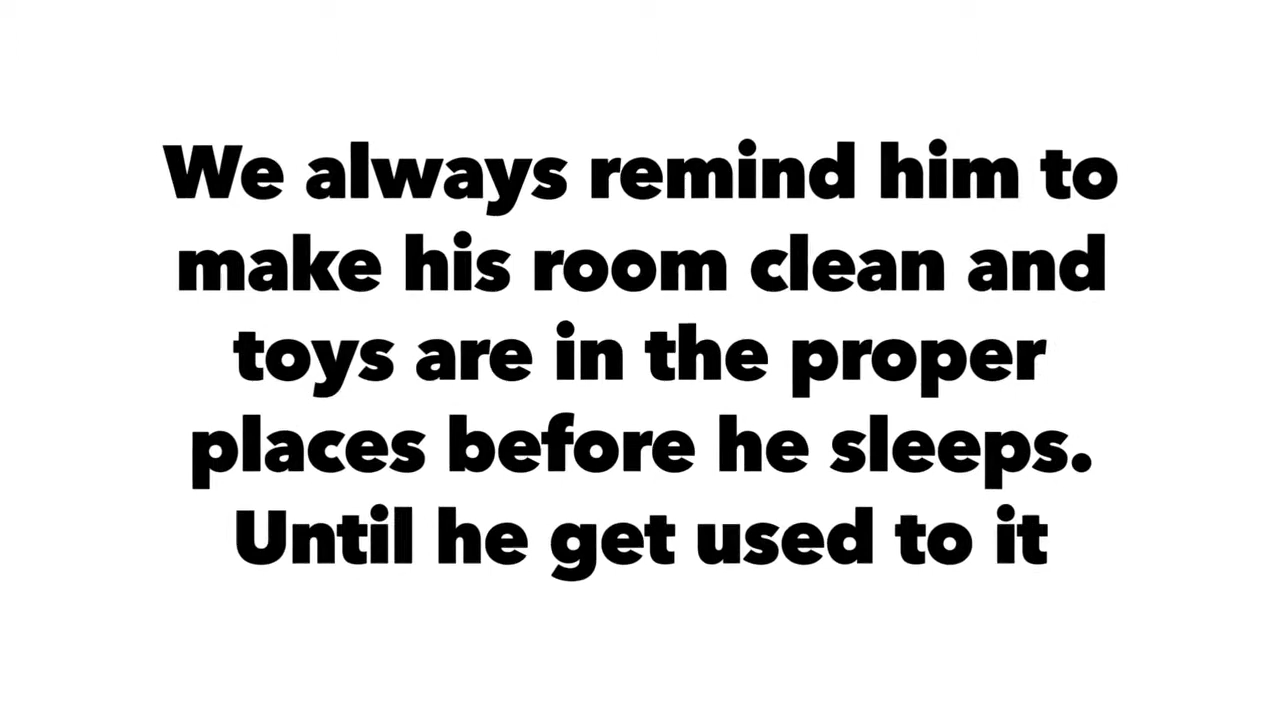 We always remind him to
make his room clean and
toys are in the proper
places before he sleeps.
Until he get used to it